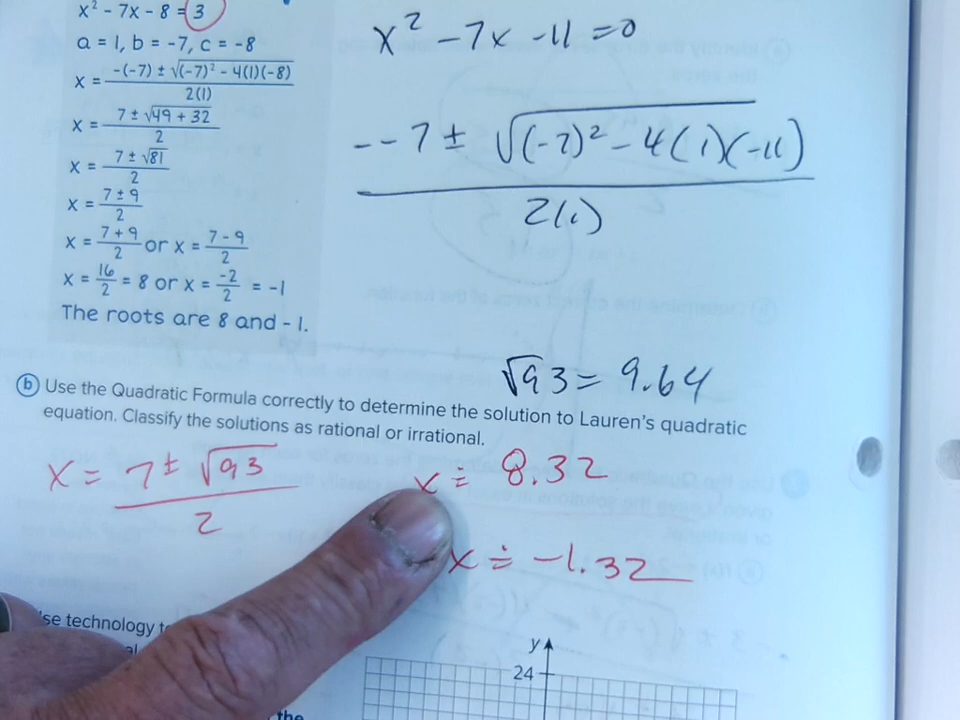 x² - 7x - 8 = 3
a = 1, b = -7, c = -8
x = -(-7) ± √(-7)² - 4(1)(-8) / 2(1)
x = 7 ± √49 + 32 / 2
x = 7 ± √81 / 2
x = 7 ± 9 / 2
x = 7 + 9 / 2 or x = 7 - 9 / 2
x = 16 / 2 = 8 or x = -2 / 2 = -1
The roots are 8 and -1.
x² - 7x - 11 = 0
- - 7 ± √(-7)² - 4(1)(-11) / 2(1)
√93 = 9.64
b Use the Quadratic Formula correctly to determine the solution to Lauren's quadratic
equation. Classify the solutions as rational or irrational.
x = 7 ± √93 / 2
x ≐ 8.32
x ≐ -1.32
se technology
y
24
the